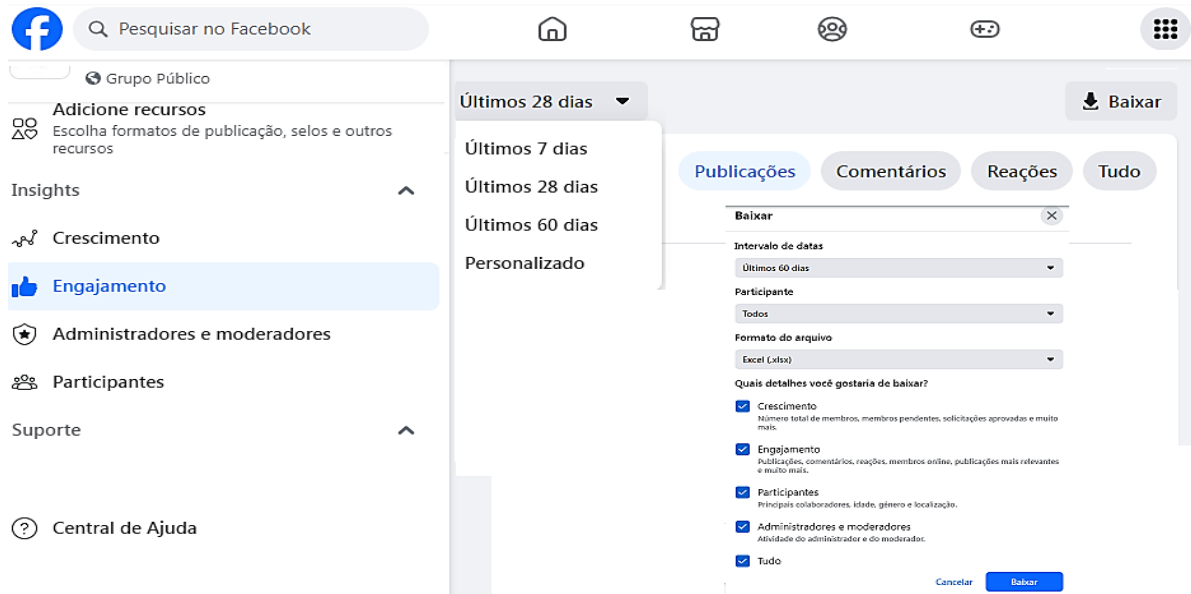 Pesquisar no Facebook
Grupo Público
Adicione recursos
Escolha formatos de publicação, selos e outros
recursos
Insights
Crescimento
Engajamento
Administradores e moderadores
Participantes
Suporte
Central de Ajuda
Últimos 28 dias
Baixar
Últimos 7 dias
Últimos 28 dias
Últimos 60 dias
Personalizado
Publicações Comentários Reações Tudo
Baixar
Intervalo de datas
Últimos 60 dias
Participante
Todos
Formato do arquivo
Excel (.xlsx)
Quais detalhes você gostaria de baixar?
Crescimento
Número total de membros, membros pendentes, solicitações aprovadas e muito
mais.
Engajamento
Publicações, comentários, reações, membros online, publicações mais relevantes
e muito mais.
Participantes
Principais colaboradores, idade, gênero e localização.
Administradores e moderadores
Atividade do administrador e do moderador.
Tudo
Cancelar Baixar